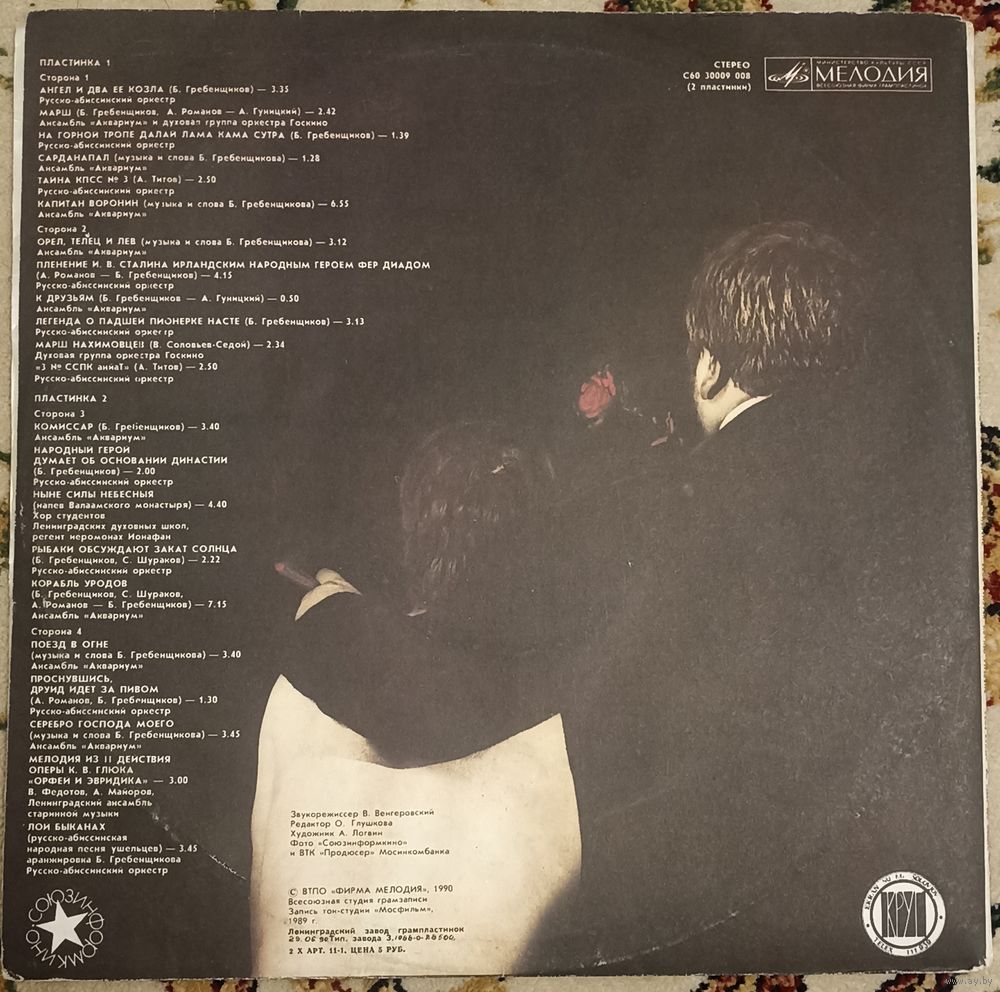 ПЛАСТИНКА 1
Сторона 1
АНГЕЛ И ДВА ЕЕ КОЗЛА (Б. Гребенщиков) — 3.35
Русско-абиссинский оркестр
МАРШ (Б. Гребенщиков, А. Романов — А. Гуницкий) — 2.42
Ансамбль «Аквариум» и духовая группа оркестра Госкино
НА ГОРНОЙ ТРОПЕ ДАЛАЙ ЛАМА КАМА СУТРА (Б. Гребенщиков) — 1.39
Русско-абиссинский оркестр
САРДАНАПАЛ (музыка и слова Б. Гребенщикова) — 1.28
Ансамбль «Аквариум»
ТАЙНА КПСС № 3 (А. Титов) — 2.50
Русско-абиссинский оркестр
КАПИТАН ВОРОНИН (музыка и слова Б. Гребенщикова) — 6.55
Ансамбль «Аквариум»
Сторона 2
ОРЕЛ, ТЕЛЕЦ И ЛЕВ (музыка и слова Б. Гребенщикова) — 3.12
Ансамбль «Аквариум»
ПЛЕНЕНИЕ И. В. СТАЛИНА ИРЛАНДСКИМ НАРОДНЫМ ГЕРОЕМ ФЕР ДИАДОМ
(А. Романов — Б. Гребенщиков) — 4.15
Русско-абиссинский оркестр
К ДРУЗЬЯМ (Б. Гребенщиков — А. Гуницкий) — 0.50
Ансамбль «Аквариум»
ЛЕГЕНДА О ПАДШЕЙ ПИОНЕРКЕ НАСТЕ (Б. Гребенщиков) — 3.13
Русско-абиссинский оркестр
МАРШ НАХИМОВЦЕВ (В. Соловьев-Седой) — 2.34
Духовая группа оркестра Госкино
«3 № ССПК анйаТ» (А. Титов) — 2.50
Русско-абиссинский оркестр
ПЛАСТИНКА 2
Сторона 3
КОМИССАР (Б. Гребенщиков) — 3.40
Ансамбль «Аквариум»
НАРОДНЫЙ ГЕРОЙ
ДУМАЕТ ОБ ОСНОВАНИИ ДИНАСТИИ
(Б. Гребенщиков) — 2.00
Русско-абиссинский оркестр
НЫНЕ СИЛЫ НЕБЕСНЫЯ
(напев Валаамского монастыря) — 4.40
Хор студентов
Ленинградских духовных школ,
регент иеромонах Ионафан
РЫБАКИ ОБСУЖДАЮТ ЗАКАТ СОЛНЦА
(Б. Гребенщиков, С. Шураков) — 2.22
Русско-абиссинский оркестр
КОРАБЛЬ УРОДОВ
(Б. Гребенщиков, С. Шураков,
А. Романов — Б. Гребенщиков) — 7.15
Ансамбль «Аквариум»
Сторона 4
ПОЕЗД В ОГНЕ
(музыка и слова Б. Гребенщикова) — 3.40
Ансамбль «Аквариум»
ПРОСНУВШИСЬ,
ДРУИД ИДЕТ ЗА ПИВОМ
(А. Романов, Б. Гребенщиков) — 1.30
Русско-абиссинский оркестр
СЕРЕБРО ГОСПОДА МОЕГО
(музыка и слова Б. Гребенщикова) — 3.45
Ансамбль «Аквариум»
МЕЛОДИЯ ИЗ II ДЕЙСТВИЯ
ОПЕРЫ К. В. ГЛЮКА
«ОРФЕЙ И ЭВРИДИКА» — 3.00
В. Федотов, А. Майоров,
Ленинградский ансамбль
старинной музыки
ЛОЙ БЫКАНАХ
(русско-абиссинская
народная песня ушельцев) — 3.45
аранжировка Б. Гребенщикова
Русско-абиссинский оркестр
СОЮЗИНФОРМКИНО
СТЕРЕО
С60 30009 008
(2 пластинки)
МИНИСТЕРСТВО КУЛЬТУРЫ СССР
МЕЛОДИЯ
ВСЕСОЮЗНАЯ ФИРМА ГРАМПЛАСТИНОК
Звукорежиссер В. Венгеровский
Редактор О. Глушкова
Художник А. Логвин
Фото «Союзинформкино»
и ВТК «Продюсер» Мосинкомбанка
© ВТПО «ФИРМА МЕЛОДИЯ», 1990
Всесоюзная студия грамзаписи
Запись тон-студии «Мосфильм»,
1989 г.
Ленинградский завод грампластинок
Тип. завода З.
2 Х АРТ. 11-1. ЦЕНА 5 РУБ.
КРУГ
www.ay.by